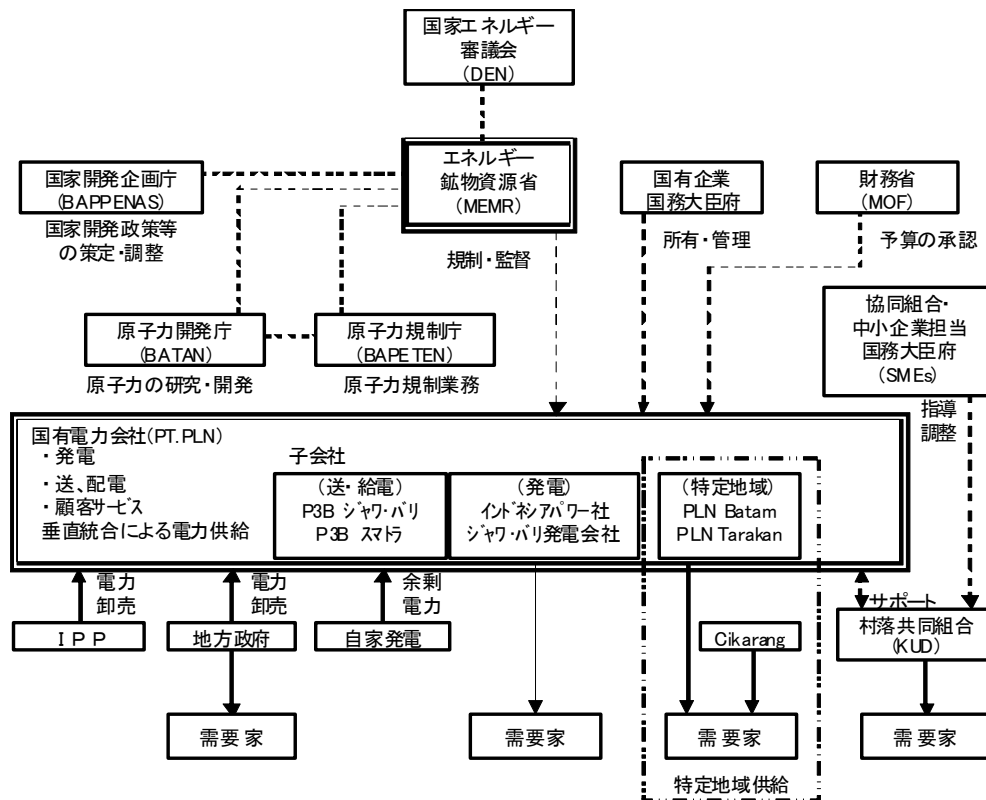 国家エネルギー
審議会
(DEN)
エネルギー
鉱物資源省
(MEMR)
国家開発企画庁
(BAPPENAS)
国家開発政策等
の策定・調整
国有企業
国務大臣府
財務省
(MOF)
規制・監督
所有・管理
予算の承認
原子力開発庁
(BATAN)
原子力の研究・開発
原子力規制庁
(BAPETEN)
原子力規制業務
協同組合・
中小企業担当
国務大臣府
(SMEs)
指導
調整
国有電力会社(PT.PLN)
・発電
・送、配電
・顧客サービス
垂直統合による電力供給
子会社
(送・給電)
P3B ジャワ・バリ
P3B スマトラ
(発電)
インドネシアパワー社
ジャワ・バリ発電会社
(特定地域)
PLN Batam
PLN Tarakan
電力
卸売
電力
卸売
余剰
電力
サポート
IPP
地方政府
自家発電
Cikarang
村落共同組合
(KUD)
需要家
需要家
需要家
需要家
特定地域供給